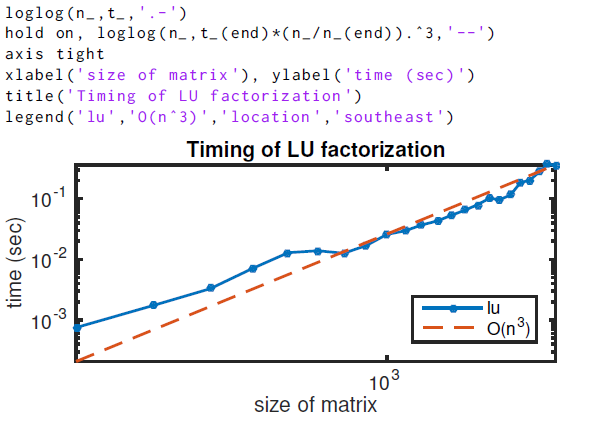 loglog(n_,t_,'.-')
hold on, loglog(n_,t_(end)*(n_/n_(end)).^3,'--')
axis tight
xlabel('size of matrix'), ylabel('time (sec)')
title('Timing of LU factorization')
legend('lu','O(n^3)','location','southeast')
Timing of LU factorization
time (sec)
10^-1
10^-2
10^-3
lu
O(n^3)
10^3
size of matrix